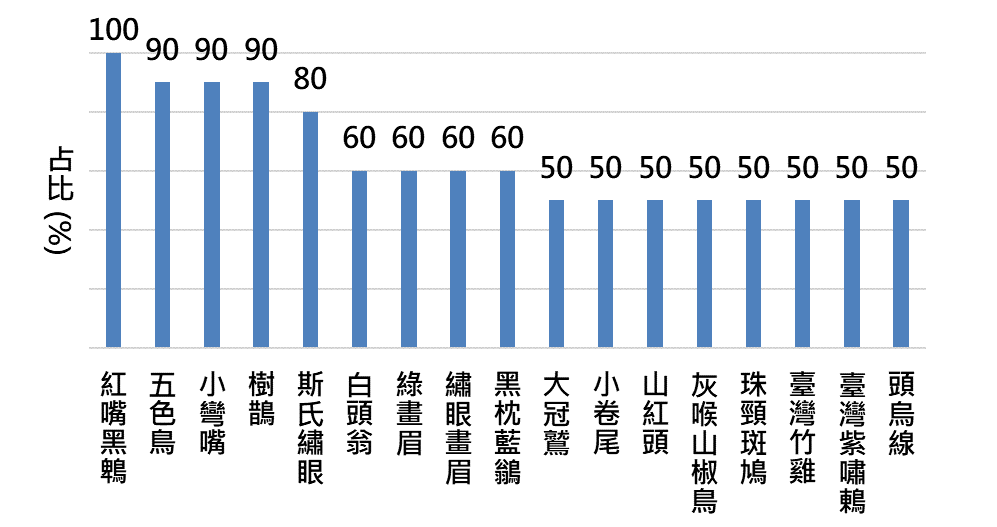 100
90
90
90
80
60
60
60
60
50
50
50
50
50
50
50
50
占比(%)
紅嘴黑鵯
五色鳥
小彎嘴
樹鵲
斯氏繡眼
白頭翁
綠畫眉
繡眼畫眉
黑枕藍鶲
大冠鷲
小卷尾
山紅頭
灰喉山椒鳥
珠頸斑鳩
臺灣竹雞
臺灣紫嘯鶇
頭烏線